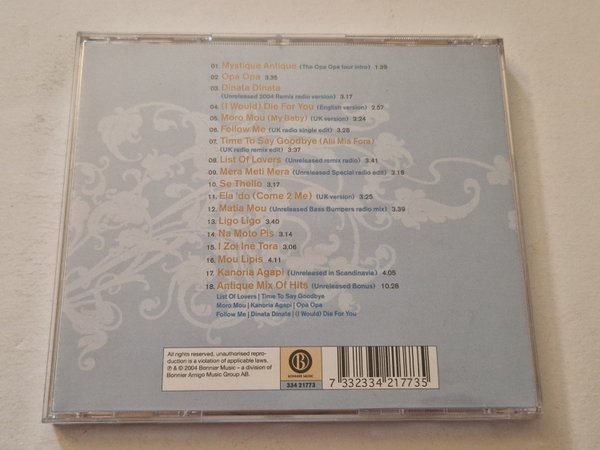 01. Mystique Antique (The Opa Opa tour intro) 1.39
02. Opa Opa 3.35
03. Dinata Dinata
(Unreleased 2004 Remix radio version) 3.17
04. (I Would) Die For You (English version) 2.57
05. Moro Mou (My Baby) (UK version) 3:24
06. Follow Me (UK radio single edit) 3.28
07. Time To Say Goodbye (Alli Mia Fora)
(UK radio remix edit) 3:37
08. List Of Lovers (Unreleased remix radio) 3.41
09. Mera Meti Mera (Unreleased Special radio edit) 3.18
10. Se Thello 3.17
11. Ela 'do (Come 2 Me) (UK version) 3:25
12. Matia Mou (Unreleased Bass Bumpers radio mix) 3.39
13. Ligo Ligo 3.40
14. Na Moto Pis 3.14
15. I Zoi Ine Tora 3.06
16. Mou Lipis 4.11
17. Kanoria Agapi (Unreleased in Scandinavia) 4.05
18. Antique Mix Of Hits (Unreleased Bonus) 10.28
List Of Lovers | Time To Say Goodbye
Moro Mou | Kanoria Agapi | Opa Opa
Follow Me | Dinata Dinata | (I Would) Die For You
All rights reserved, unauthorised repro-
duction is a violation of applicable laws.
℗ & © 2004 Bonnier Music – a division of
Bonnier Amigo Music Group AB.
B
BONNIER MUSIC
334 21773
7 332334 217735